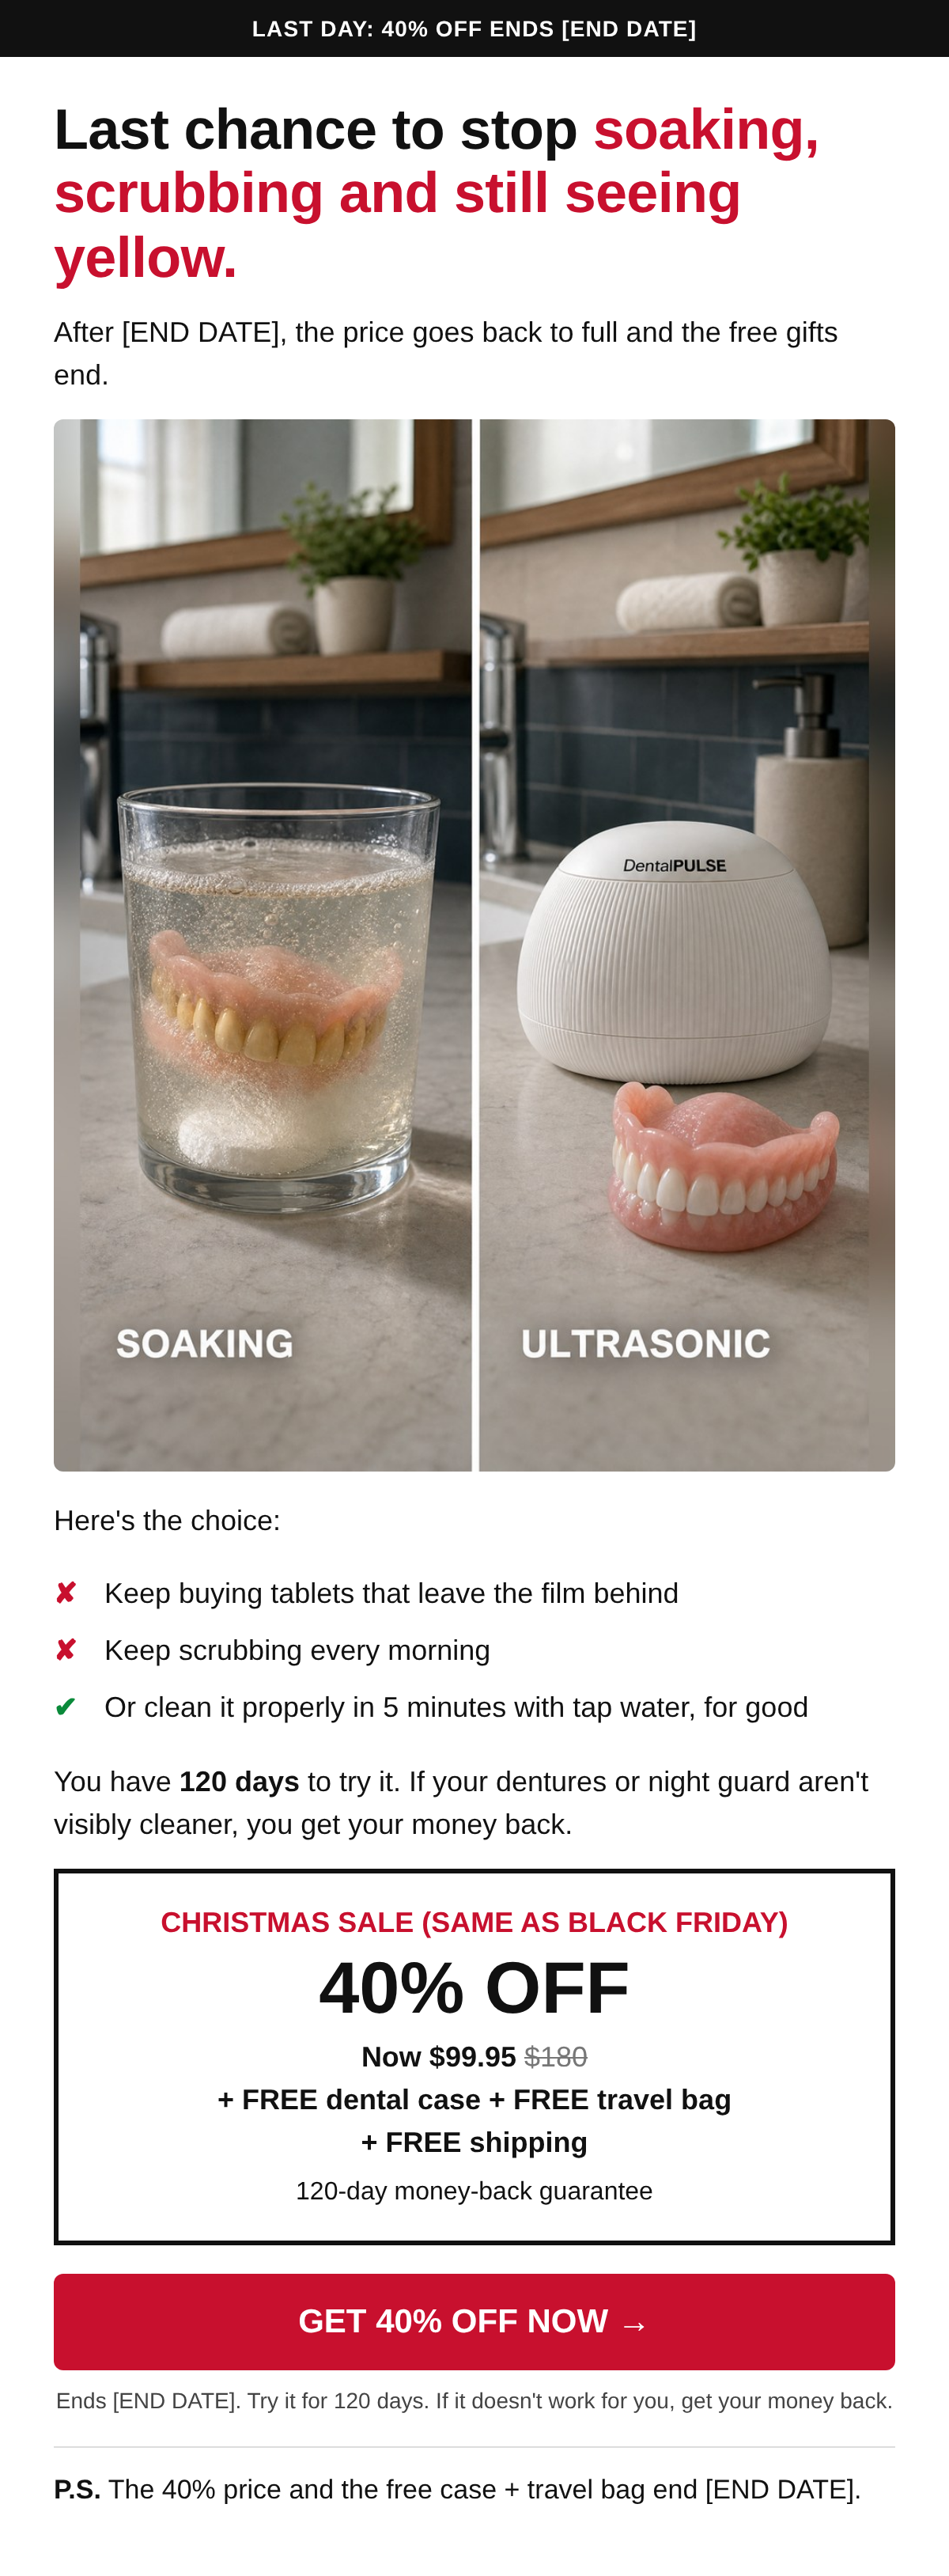 LAST DAY: 40% OFF ENDS [END DATE]
Last chance to stop soaking,
scrubbing and still seeing
yellow.
After [END DATE], the price goes back to full and the free gifts
end.
DentalPULSE
SOAKING
ULTRASONIC
Here's the choice:
✘ Keep buying tablets that leave the film behind
✘ Keep scrubbing every morning
✔ Or clean it properly in 5 minutes with tap water, for good
You have 120 days to try it. If your dentures or night guard aren't
visibly cleaner, you get your money back.
CHRISTMAS SALE (SAME AS BLACK FRIDAY)
40% OFF
Now $99.95 $180
+ FREE dental case + FREE travel bag
+ FREE shipping
120-day money-back guarantee
GET 40% OFF NOW →
Ends [END DATE]. Try it for 120 days. If it doesn't work for you, get your money back.
P.S. The 40% price and the free case + travel bag end [END DATE].